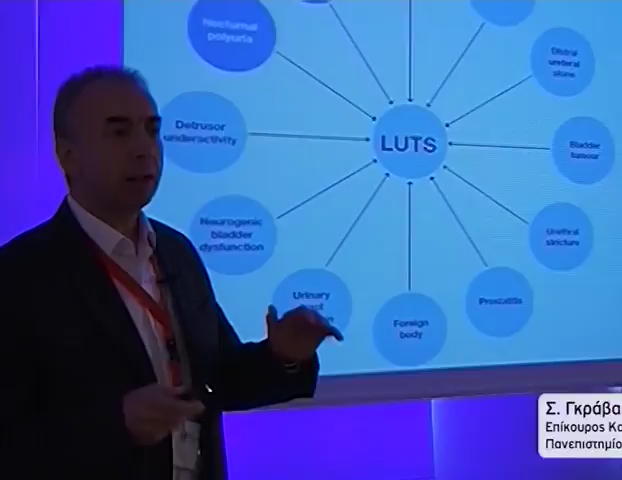 Nocturnal
polyuria
Distal
ureteral
stone
Detrusor
underactivity
LUTS
Bladder
tumour
Neurogenic
bladder
dysfunction
Urethral
stricture
Urinary
Prostatitis
Foreign
body
Σ. Γκράβα
Επίκουρος Κα
Πανεπιστημίο